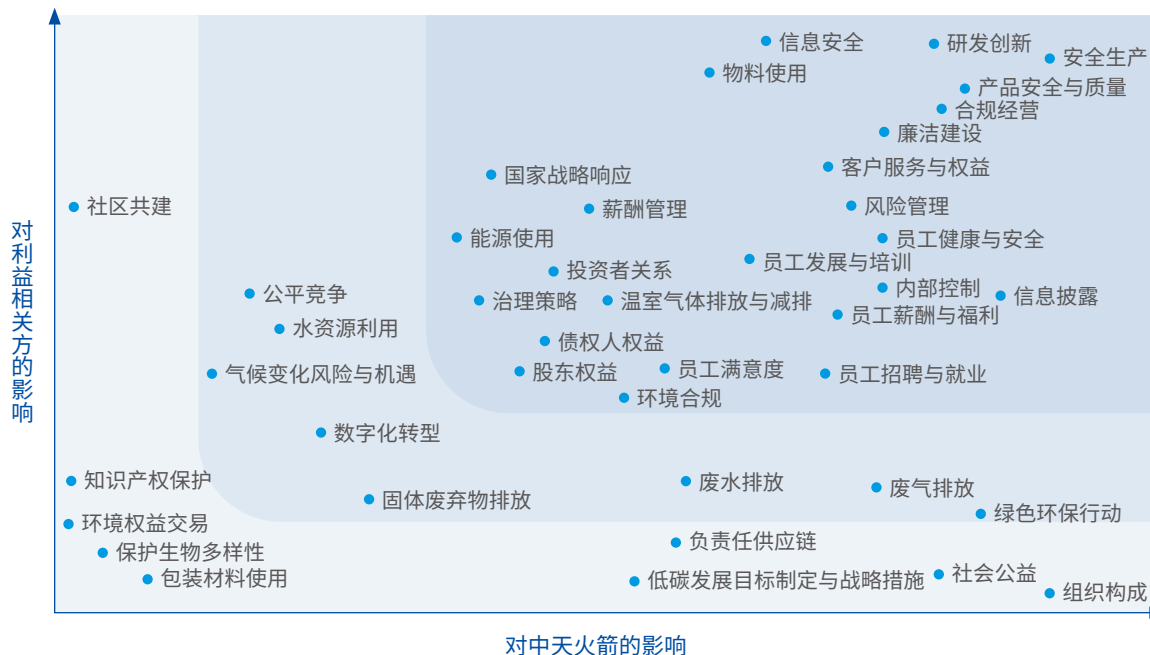 信息安全
研发创新
安全生产
物料使用
产品安全与质量
合规经营
廉洁建设
客户服务与权益
国家战略响应
社区共建
薪酬管理
风险管理
能源使用
员工健康与安全
员工发展与培训
投资者关系
内部控制
信息披露
公平竞争
治理策略
温室气体排放与减排
员工薪酬与福利
水资源利用
债权人权益
气候变化风险与机遇
股东权益
员工满意度
员工招聘与就业
环境合规
数字化转型
知识产权保护
废水排放
废气排放
固体废弃物排放
绿色环保行动
环境权益交易
负责任供应链
保护生物多样性
包装材料使用
低碳发展目标制定与战略措施
社会公益
组织构成
对利益相关方的影响
对中天火箭的影响